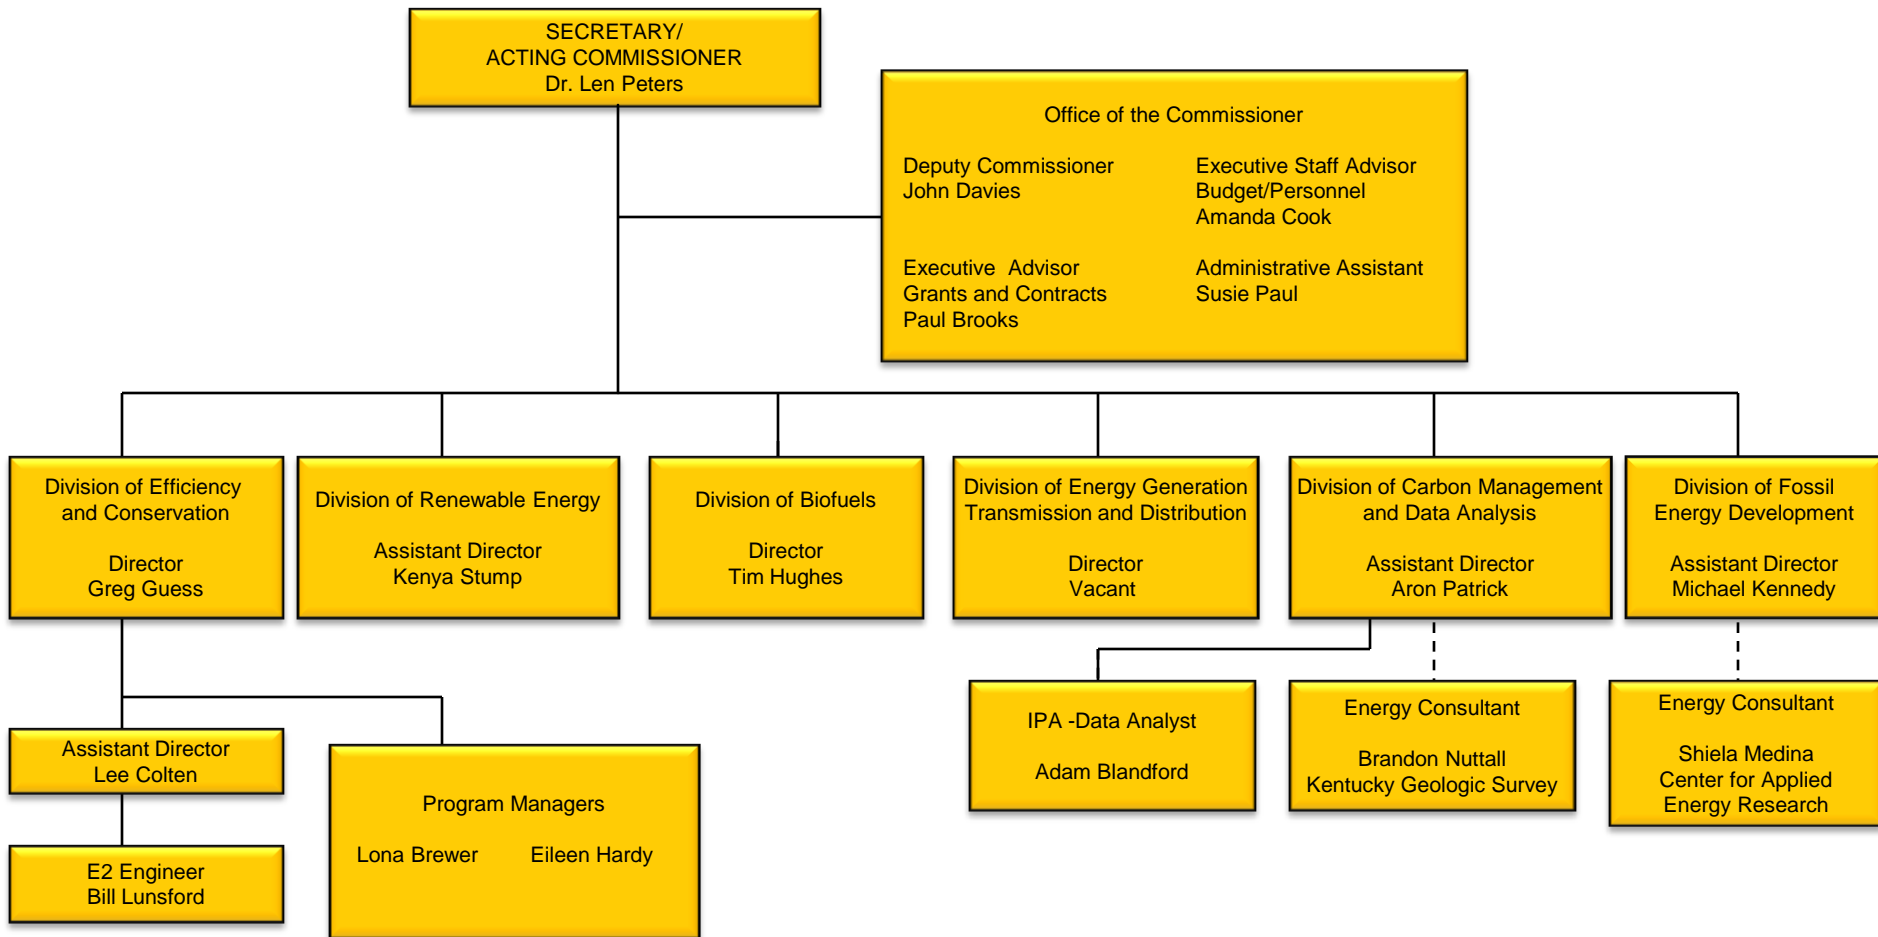 SECRETARY/
ACTING COMMISSIONER
Dr. Len Peters
Office of the Commissioner
Deputy Commissioner
John Davies
Executive Staff Advisor
Budget/Personnel
Amanda Cook
Executive  Advisor
Grants and Contracts
Paul Brooks
Administrative Assistant
Susie Paul
Division of Efficiency
and Conservation
Director
Greg Guess
Division of Renewable Energy
Assistant Director
Kenya Stump
Division of Biofuels
Director
Tim Hughes
Division of Energy Generation
Transmission and Distribution
Director
Vacant
Division of Carbon Management
and Data Analysis
Assistant Director
Aron Patrick
Division of Fossil
Energy Development
Assistant Director
Michael Kennedy
Assistant Director
Lee Colten
E2 Engineer
Bill Lunsford
Program Managers
Lona Brewer
Eileen Hardy
IPA -Data Analyst
Adam Blandford
Energy Consultant
Brandon Nuttall
Kentucky Geologic Survey
Energy Consultant
Shiela Medina
Center for Applied
Energy Research